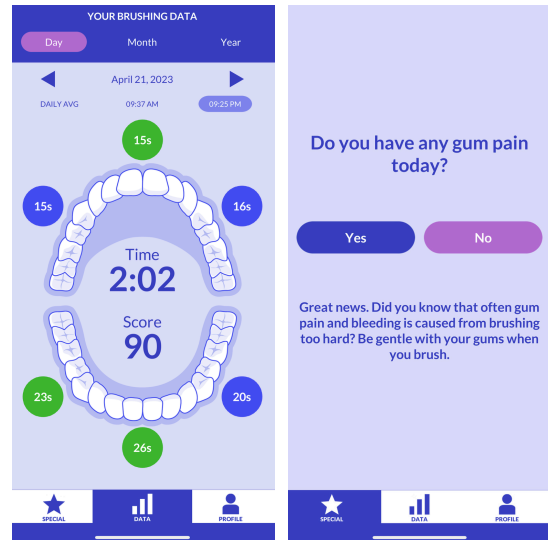 YOUR BRUSHING DATA
Day Month Year
April 21, 2023
DAILY AVG 09:37 AM 09:25 PM
15s
15s 16s
Time
2:02
Score
90
23s 20s
26s
SPECIAL DATA PROFILE
Do you have any gum pain
today?
Yes No
Great news. Did you know that often gum
pain and bleeding is caused from brushing
too hard? Be gentle with your gums when
you brush.
SPECIAL DATA PROFILE